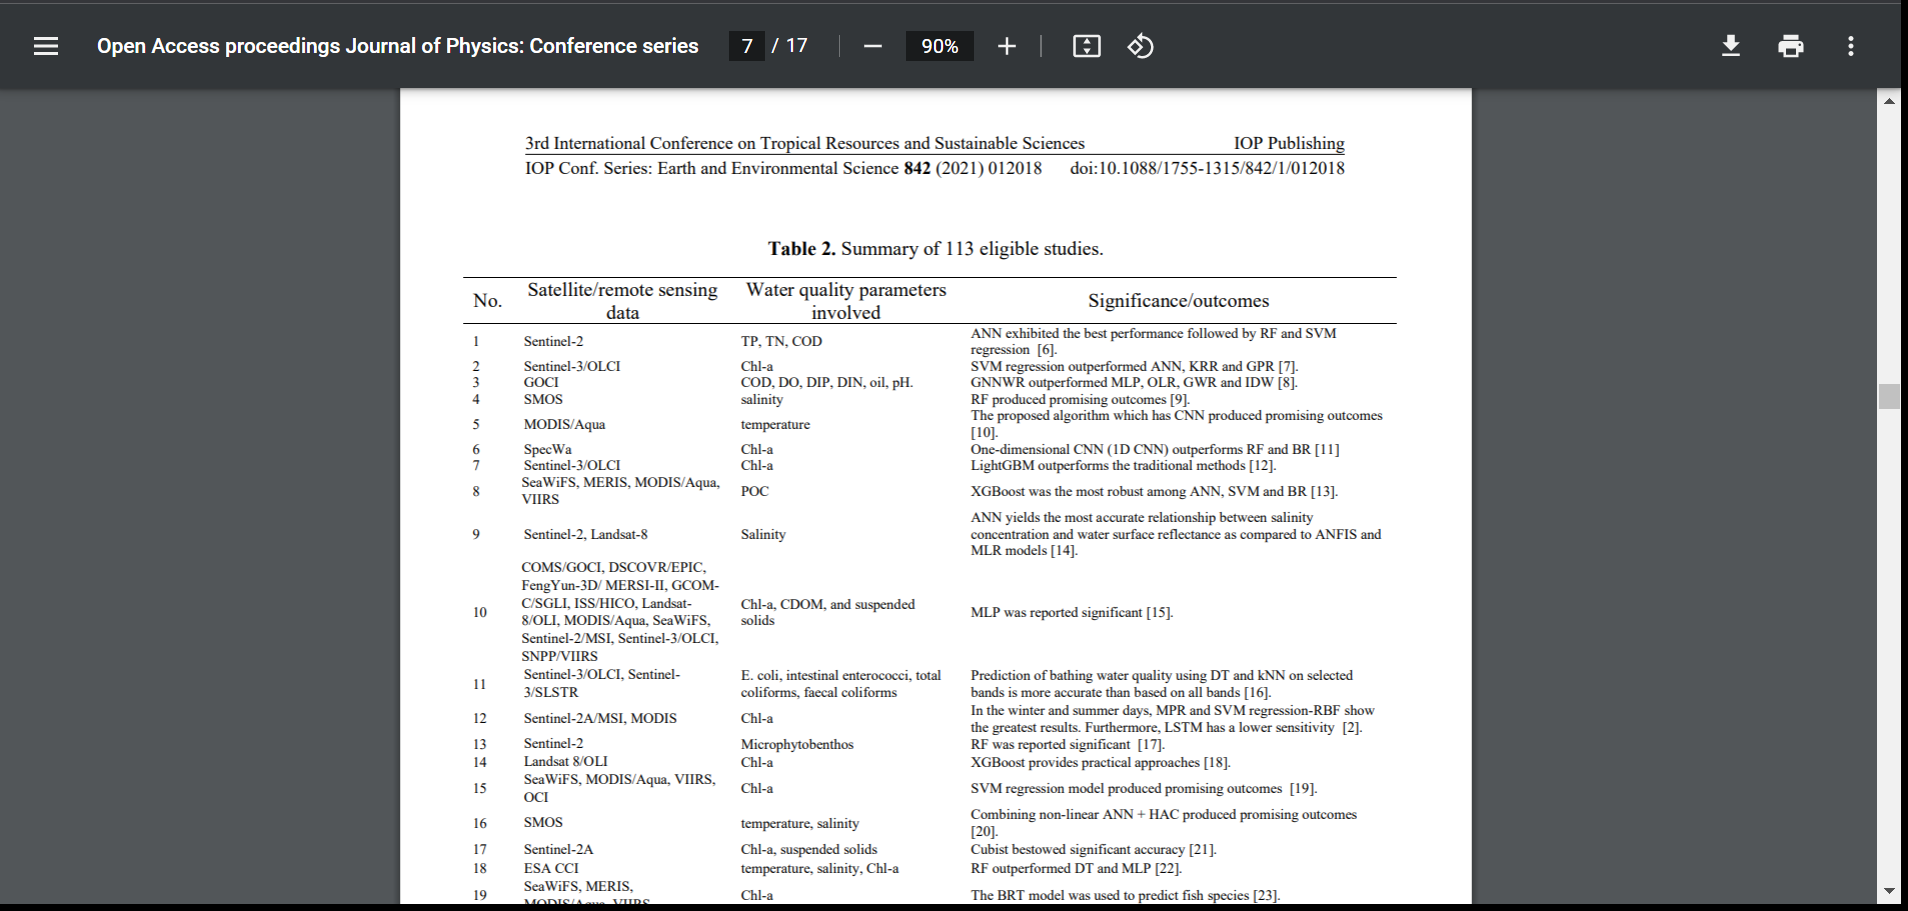 Open Access proceedings Journal of Physics: Conference series 7 / 17 90%
3rd International Conference on Tropical Resources and Sustainable Sciences IOP Publishing
IOP Conf. Series: Earth and Environmental Science 842 (2021) 012018 doi:10.1088/1755-1315/842/1/012018
Table 2. Summary of 113 eligible studies.
No.
Satellite/remote sensing
data
Water quality parameters
involved
Significance/outcomes
1
Sentinel-2
TP, TN, COD
ANN exhibited the best performance followed by RF and SVM
regression [6].
2 Sentinel-3/OLCI Chl-a SVM regression outperformed ANN, KRR and GPR [7].
3 GOCI COD, DO, DIP, DIN, oil, pH. GNNWR outperformed MLP, OLR, GWR and IDW [8].
4 SMOS salinity RF produced promising outcomes [9].
5
MODIS/Aqua
temperature
The proposed algorithm which has CNN produced promising outcomes
[10].
6 SpecWa Chl-a One-dimensional CNN (1D CNN) outperforms RF and BR [11]
7 Sentinel-3/OLCI Chl-a LightGBM outperforms the traditional methods [12].
8
SeaWiFS, MERIS, MODIS/Aqua,
VIIRS
POC
XGBoost was the most robust among ANN, SVM and BR [13].
9
Sentinel-2, Landsat-8
Salinity
ANN yields the most accurate relationship between salinity
concentration and water surface reflectance as compared to ANFIS and
MLR models [14].
10
COMS/GOCI, DSCOVR/EPIC,
FengYun-3D/ MERSI-II, GCOM-
C/SGLI, ISS/HICO, Landsat-
8/OLI, MODIS/Aqua, SeaWiFS,
Sentinel-2/MSI, Sentinel-3/OLCI,
SNPP/VIIRS
Chl-a, CDOM, and suspended
solids
MLP was reported significant [15].
11
Sentinel-3/OLCI, Sentinel-
3/SLSTR
E. coli, intestinal enterococci, total
coliforms, faecal coliforms
Prediction of bathing water quality using DT and kNN on selected
bands is more accurate than based on all bands [16].
12
Sentinel-2A/MSI, MODIS
Chl-a
In the winter and summer days, MPR and SVM regression-RBF show
the greatest results. Furthermore, LSTM has a lower sensitivity [2].
13 Sentinel-2 Microphytobenthos RF was reported significant [17].
14 Landsat 8/OLI Chl-a XGBoost provides practical approaches [18].
15
SeaWiFS, MODIS/Aqua, VIIRS,
OCI
Chl-a
SVM regression model produced promising outcomes [19].
16
SMOS
temperature, salinity
Combining non-linear ANN + HAC produced promising outcomes
[20].
17 Sentinel-2A Chl-a, suspended solids Cubist bestowed significant accuracy [21].
18 ESA CCI temperature, salinity, Chl-a RF outperformed DT and MLP [22].
19
SeaWiFS, MERIS,
MODIS/Aqua, VIIRS
Chl-a
The BRT model was used to predict fish species [23].